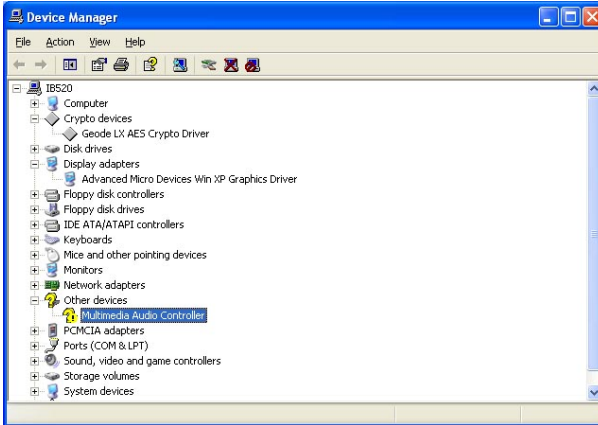 Device Manager
File Action View Help
IB520
Computer
Crypto devices
Geode LX AES Crypto Driver
Disk drives
Display adapters
Advanced Micro Devices Win XP Graphics Driver
Floppy disk controllers
Floppy disk drives
IDE ATA/ATAPI controllers
Keyboards
Mice and other pointing devices
Monitors
Network adapters
Other devices
Multimedia Audio Controller
PCMCIA adapters
Ports (COM & LPT)
Sound, video and game controllers
Storage volumes
System devices